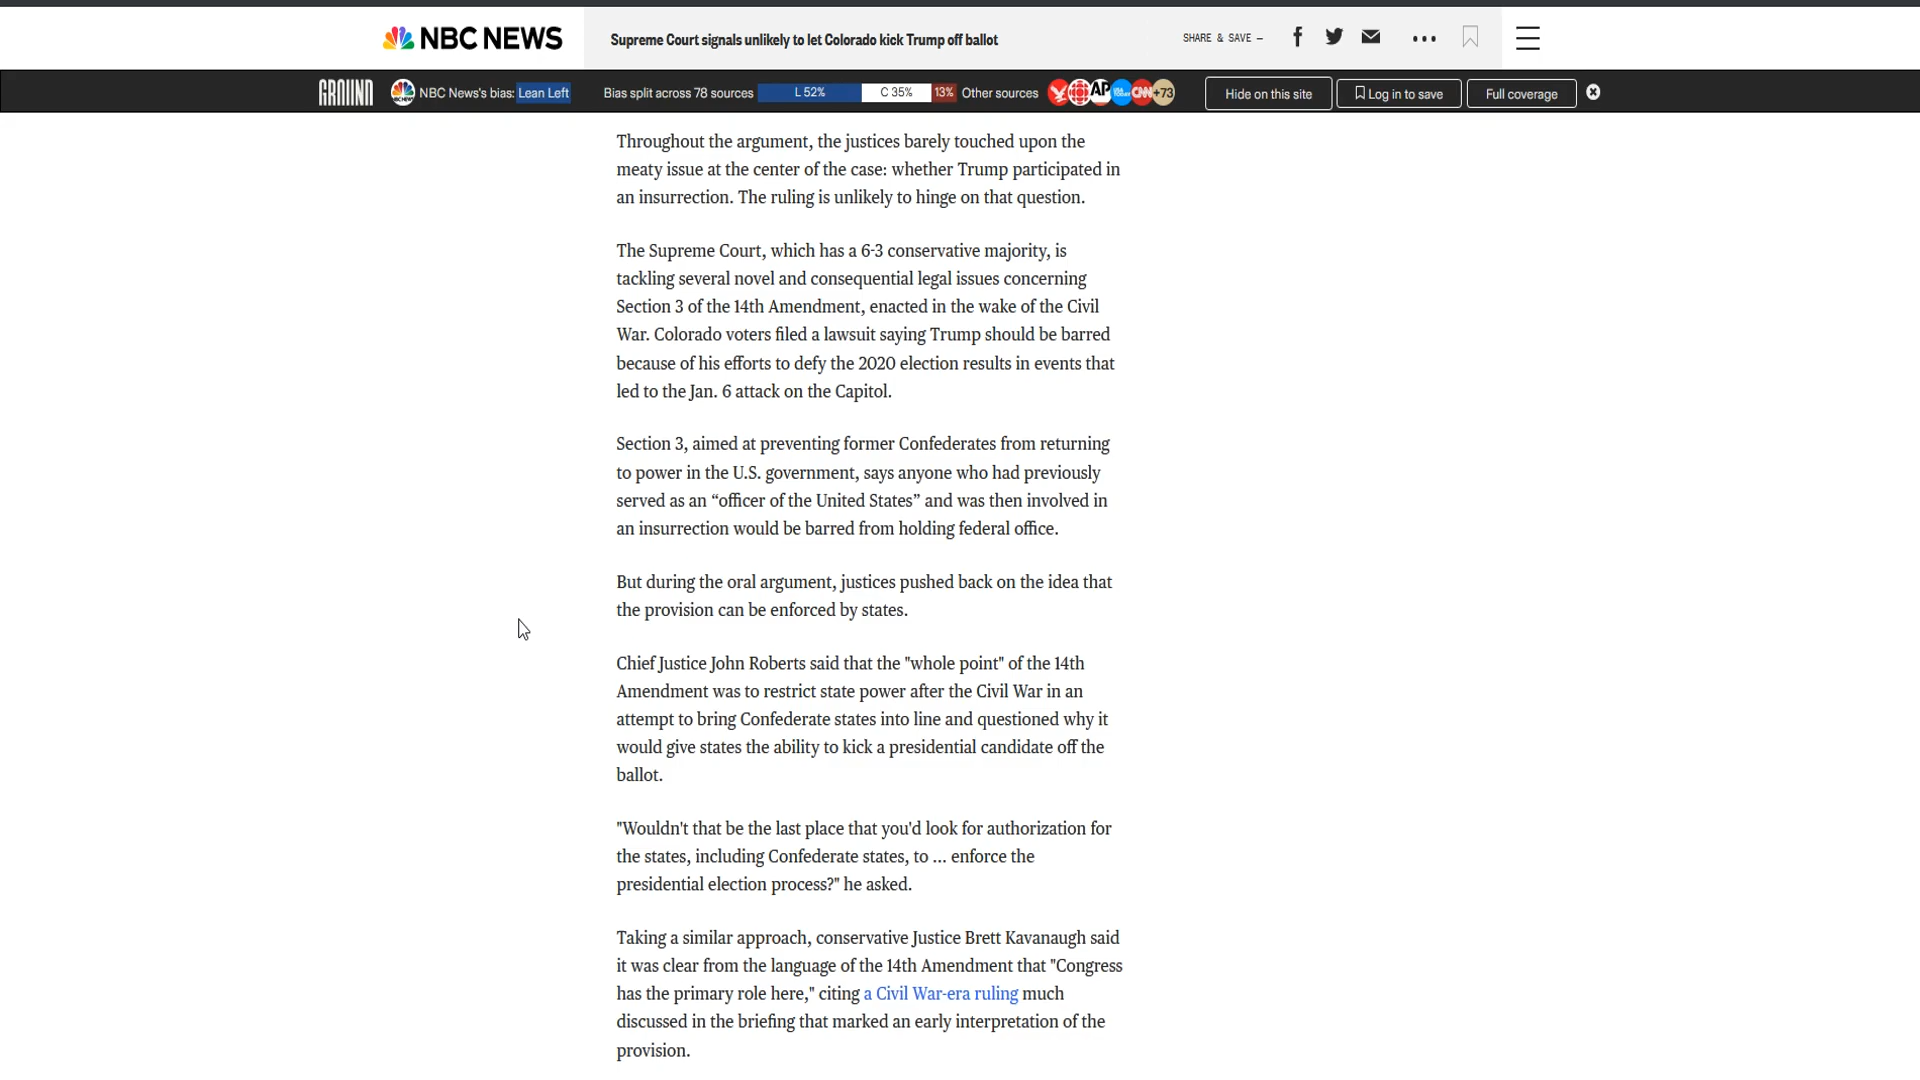 NBC NEWS
Supreme Court signals unlikely to let Colorado kick Trump off ballot
SHARE & SAVE —
GROUND
NBC News's bias: Lean Left
Bias split across 78 sources
L 52%
C 35%
13%
Other sources
AP
CNN
+73
Hide on this site
Log in to save
Full coverage
Throughout the argument, the justices barely touched upon the
meaty issue at the center of the case: whether Trump participated in
an insurrection. The ruling is unlikely to hinge on that question.
The Supreme Court, which has a 6-3 conservative majority, is
tackling several novel and consequential legal issues concerning
Section 3 of the 14th Amendment, enacted in the wake of the Civil
War. Colorado voters filed a lawsuit saying Trump should be barred
because of his efforts to defy the 2020 election results in events that
led to the Jan. 6 attack on the Capitol.
Section 3, aimed at preventing former Confederates from returning
to power in the U.S. government, says anyone who had previously
served as an “officer of the United States” and was then involved in
an insurrection would be barred from holding federal office.
But during the oral argument, justices pushed back on the idea that
the provision can be enforced by states.
Chief Justice John Roberts said that the "whole point" of the 14th
Amendment was to restrict state power after the Civil War in an
attempt to bring Confederate states into line and questioned why it
would give states the ability to kick a presidential candidate off the
ballot.
"Wouldn't that be the last place that you'd look for authorization for
the states, including Confederate states, to ... enforce the
presidential election process?" he asked.
Taking a similar approach, conservative Justice Brett Kavanaugh said
it was clear from the language of the 14th Amendment that "Congress
has the primary role here," citing a Civil War-era ruling much
discussed in the briefing that marked an early interpretation of the
provision.